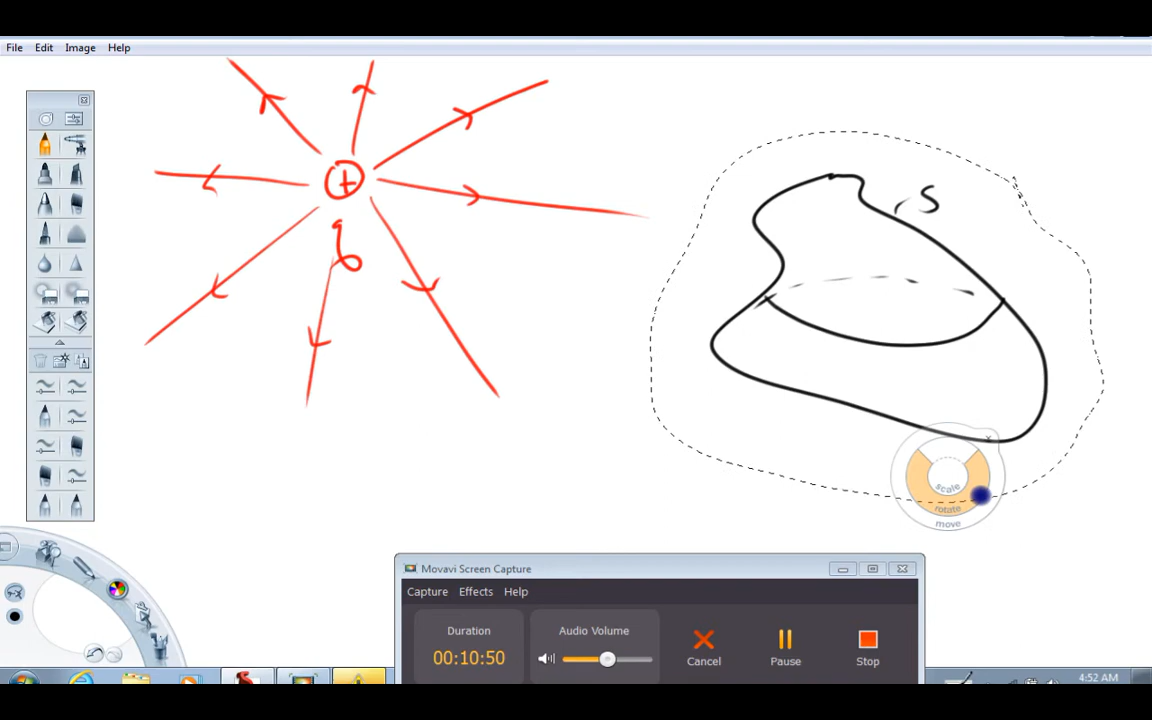 File Edit Image Help
+
S
scale
rotate
move
Movavi Screen Capture
Capture Effects Help
Duration Audio Volume
00:10:50 Cancel Pause Stop
4:52 AM